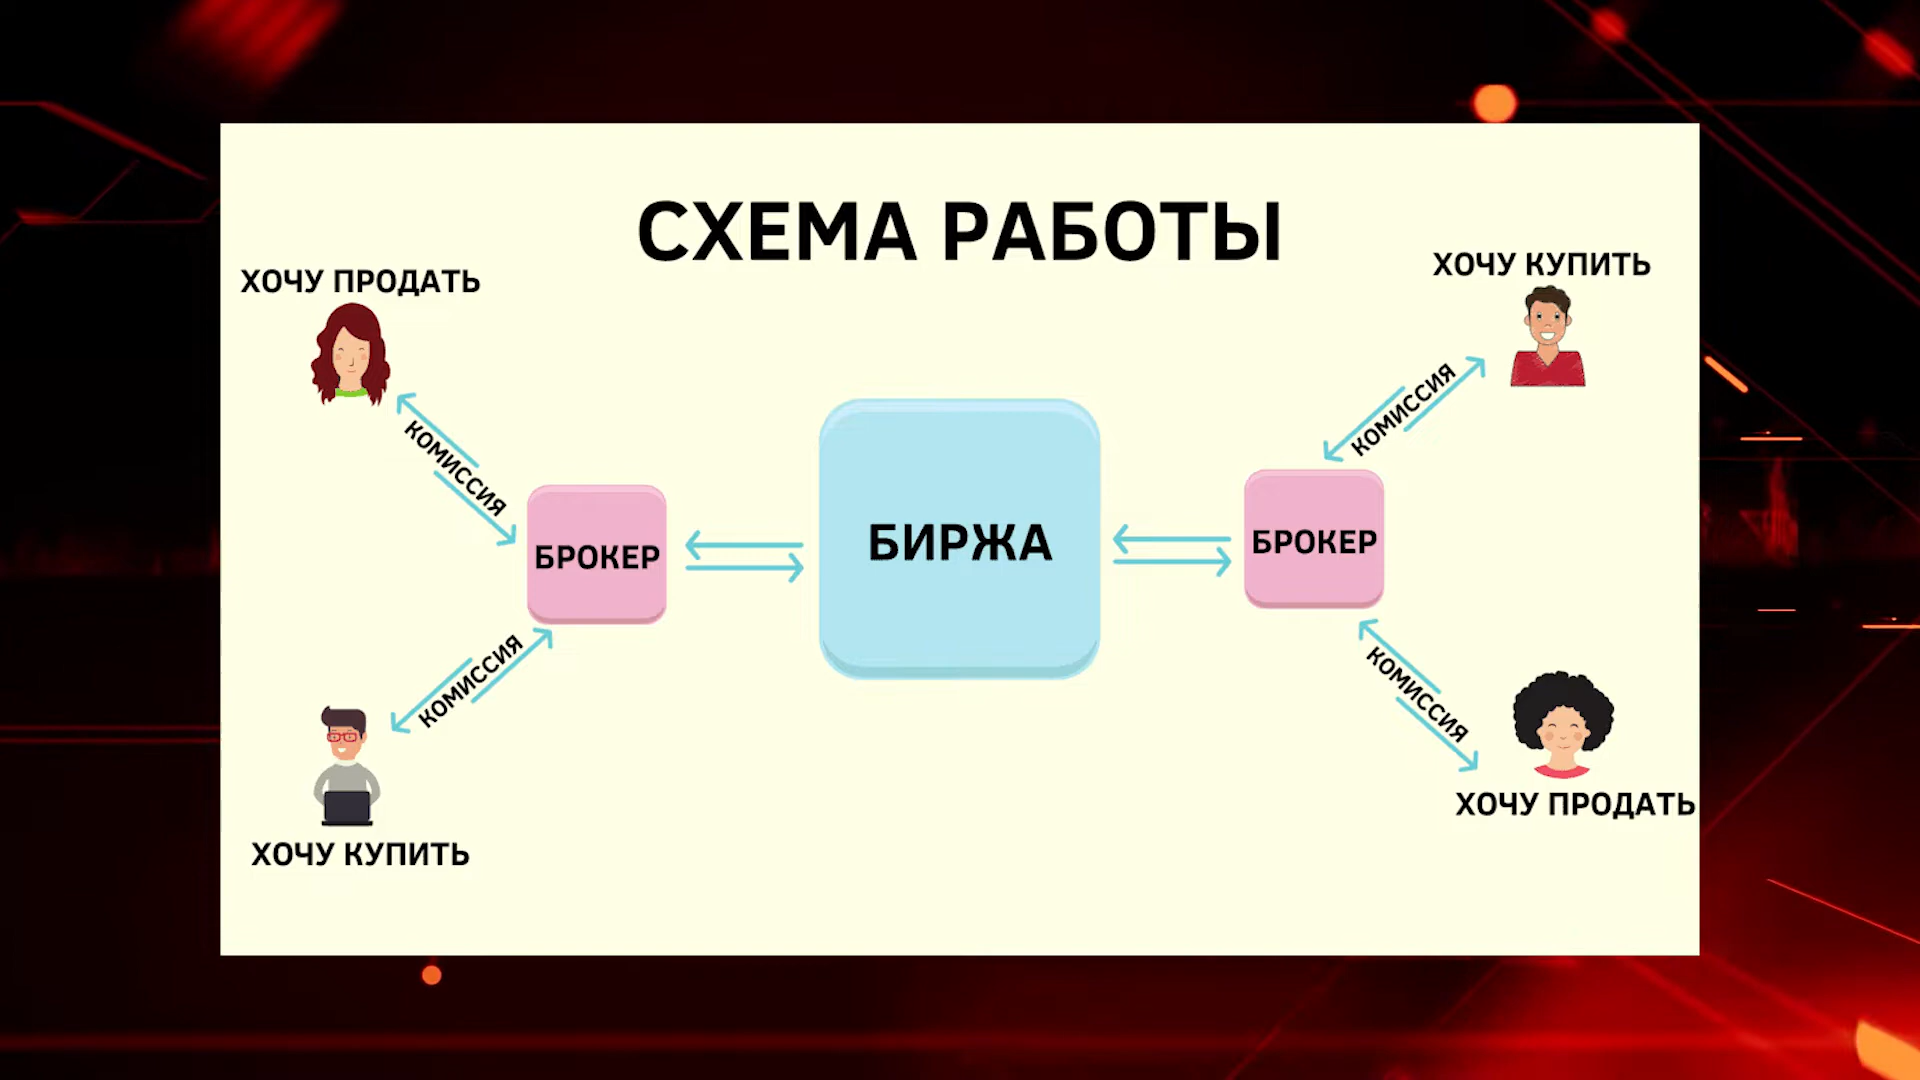 СХЕМА РАБОТЫ
ХОЧУ ПРОДАТЬ
ХОЧУ КУПИТЬ
КОМИССИЯ
КОМИССИЯ
БРОКЕР
БИРЖА
БРОКЕР
КОМИССИЯ
КОМИССИЯ
ХОЧУ КУПИТЬ
ХОЧУ ПРОДАТЬ